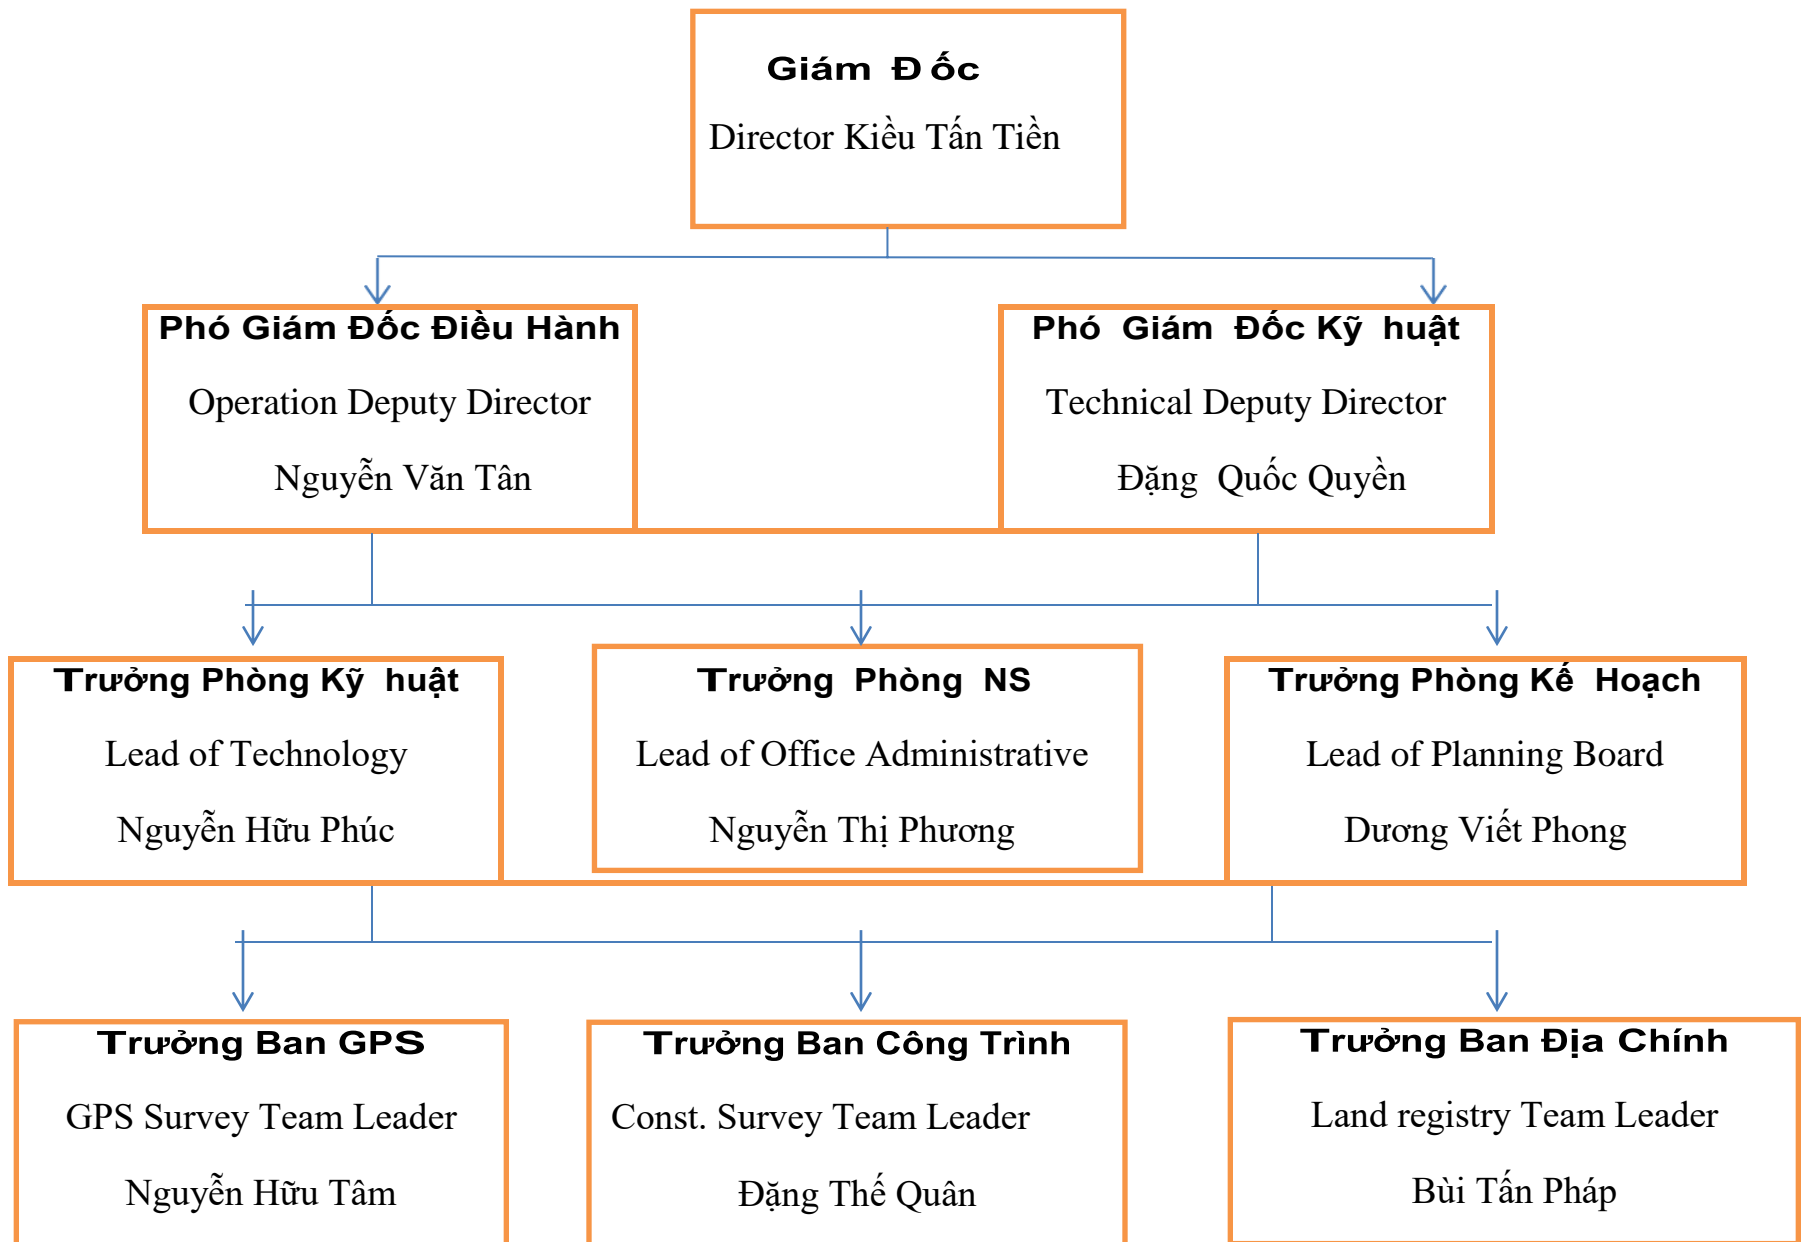 Giám Đ ốc
Director Kiều Tấn Tiền
Phó Giám Đốc Điều Hành
Operation Deputy Director
Nguyễn Văn Tân
Phó Giám Đốc Kỹ huật
Technical Deputy Director
Đặng Quốc Quyền
Trưởng Phòng Kỹ huật
Lead of Technology
Nguyễn Hữu Phúc
Trưởng Phòng NS
Lead of Office Administrative
Nguyễn Thị Phương
Trưởng Phòng Kế Hoạch
Lead of Planning Board
Dương Viết Phong
Trưởng Ban GPS
GPS Survey Team Leader
Nguyễn Hữu Tâm
Trưởng Ban Công Trình
Const. Survey Team Leader
Đặng Thế Quân
Trưởng Ban Địa Chính
Land registry Team Leader
Bùi Tấn Pháp